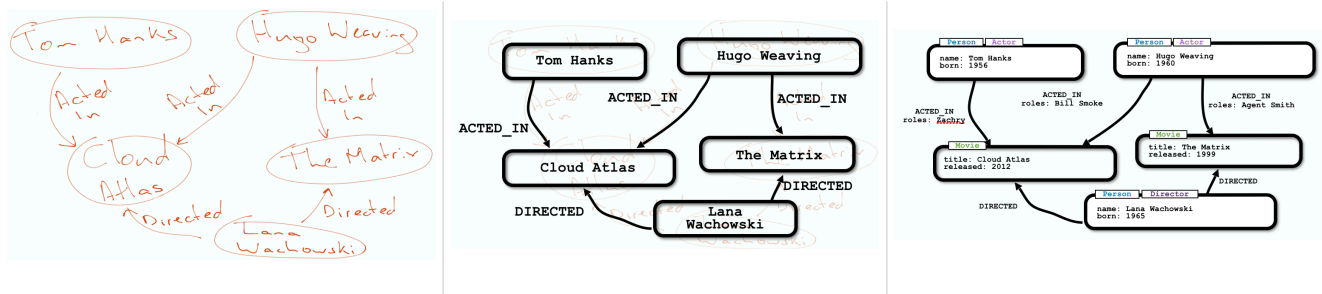 Tom Hanks
Hugo Weaving
Acted
In
Acted
In
Acted
In
Cloud
Atlas
The Matrix
Directed
Directed
Lana
Wachowski
Tom Hanks
Hugo Weaving
ACTED_IN
ACTED_IN
ACTED_IN
Cloud Atlas
The Matrix
DIRECTED
DIRECTED
Lana
Wachowski
Person Actor
name: Tom Hanks
born: 1956
Person Actor
name: Hugo Weaving
born: 1960
ACTED_IN
roles: Zachry
ACTED_IN
roles: Bill Smoke
ACTED_IN
roles: Agent Smith
Movie
title: Cloud Atlas
released: 2012
Movie
title: The Matrix
released: 1999
DIRECTED
DIRECTED
Person Director
name: Lana Wachowski
born: 1965